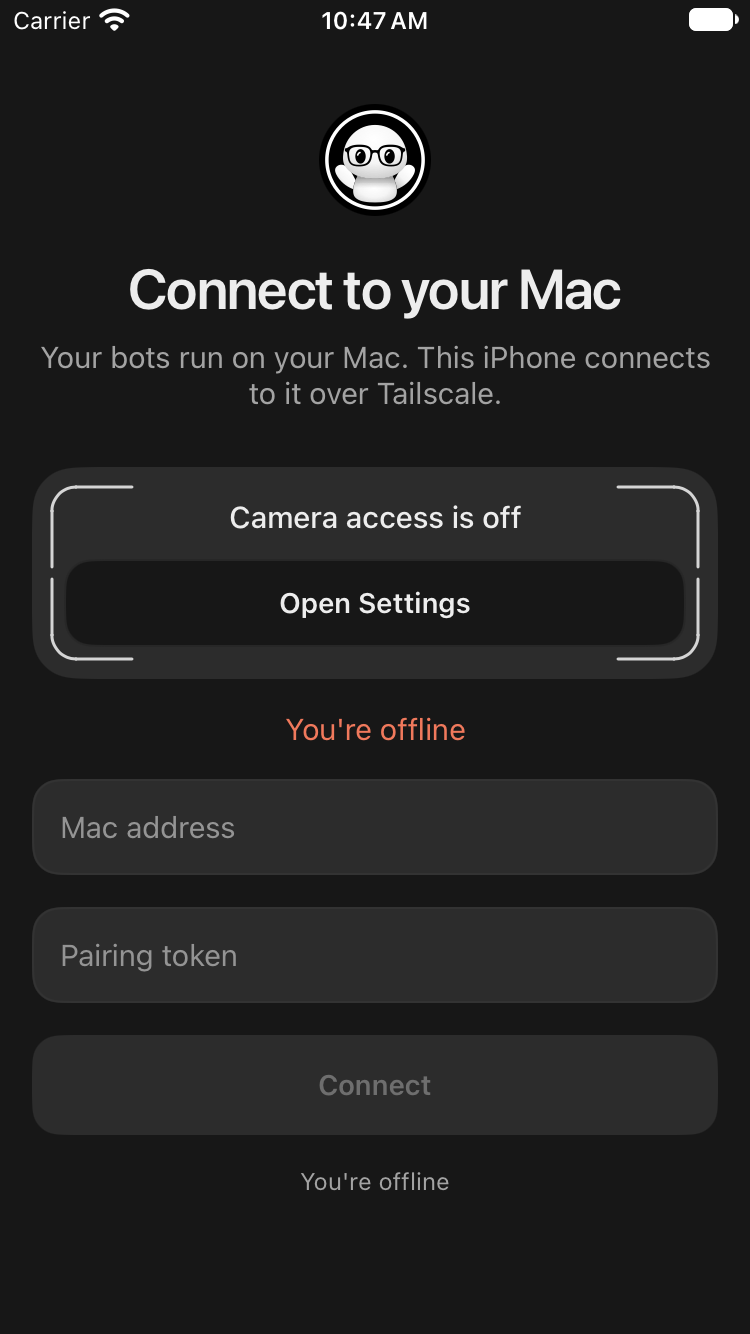 Carrier 10:47 AM
Connect to your Mac
Your bots run on your Mac. This iPhone connects
to it over Tailscale.
Camera access is off
Open Settings
You're offline
Mac address
Pairing token
Connect
You're offline